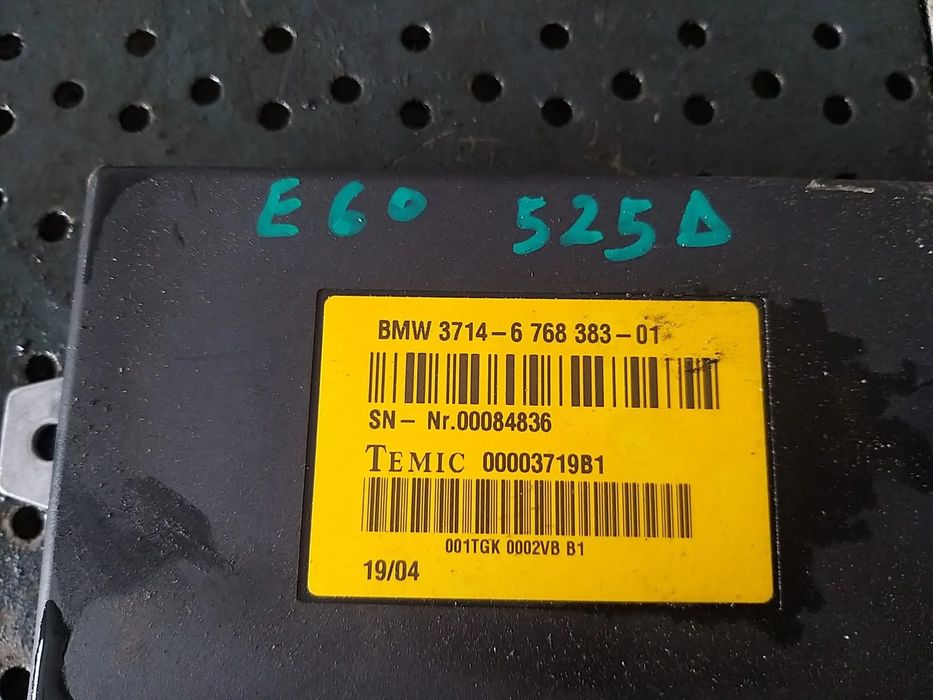 E60 525D
BMW 3714-6 768 383-01
SN- Nr.00084836
TEMIC 00003719B1
001TGK 0002VB B1
19/04